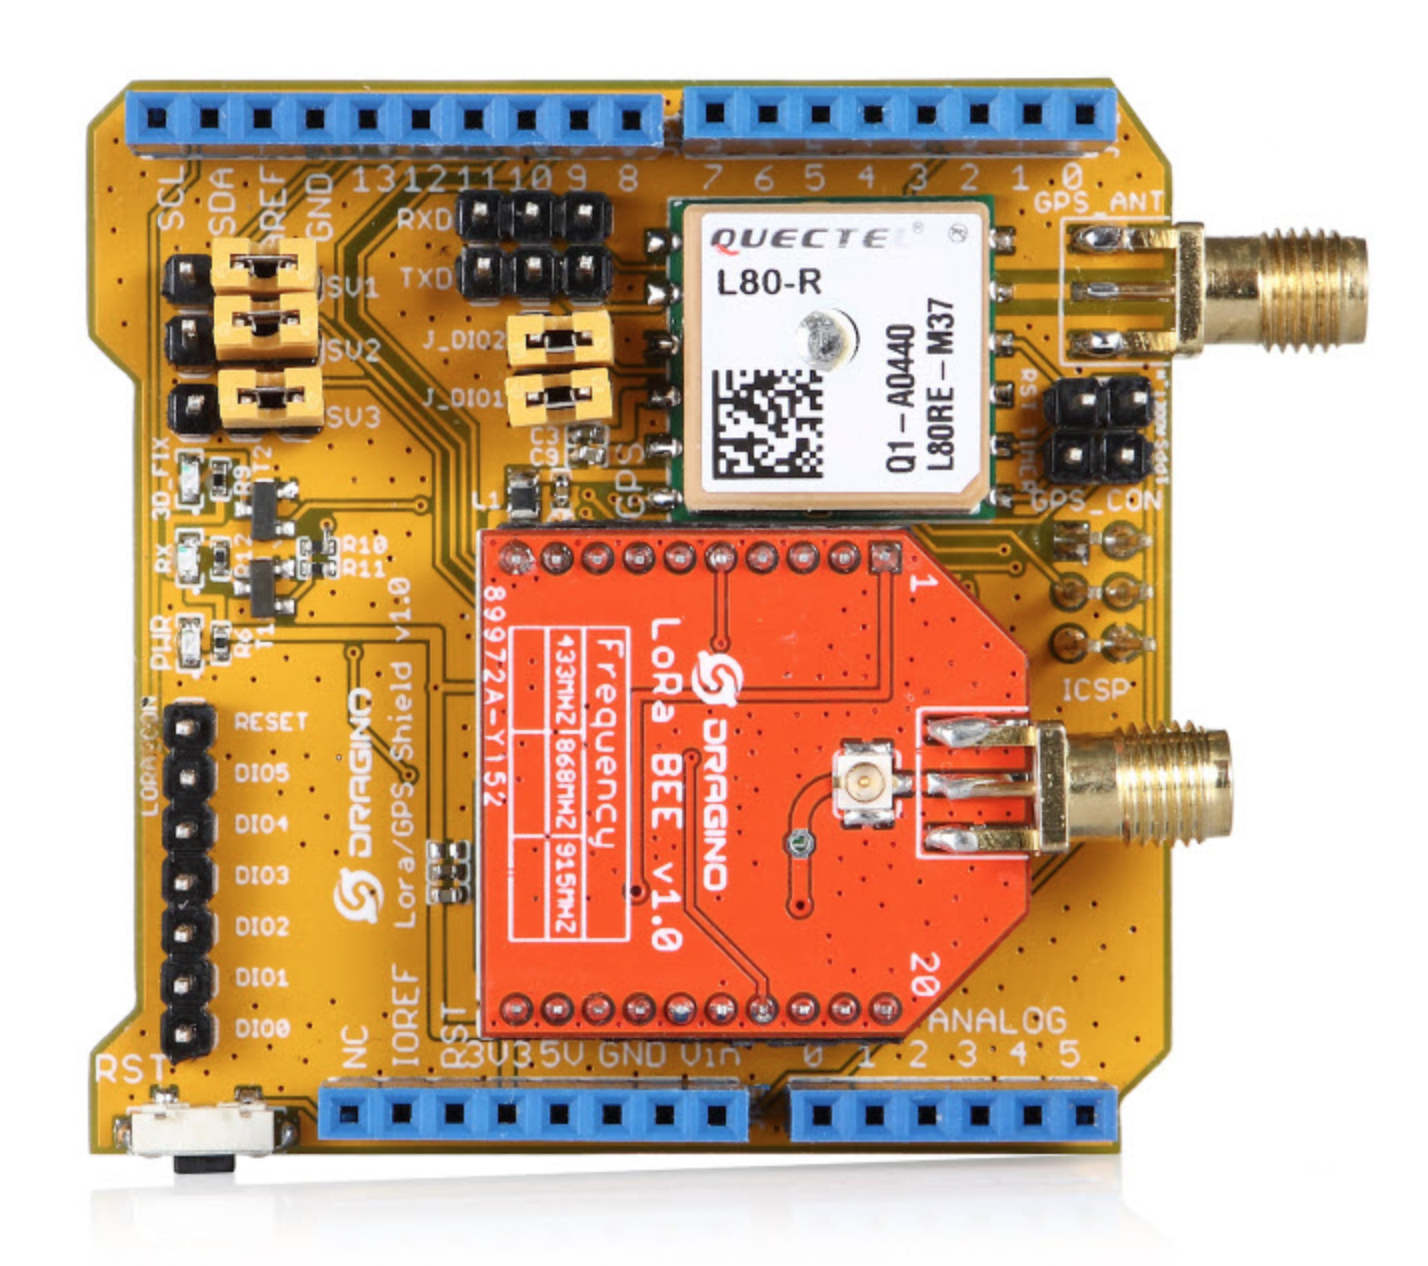 SCL SDA AREF GND 13 12 11 10 9 8 7 6 5 4 3 2 1 0
GPS_ANT
RXD
TXD
QUECTEL®
L80-R
Q1-A0440
L80RE-M37
SV1
SV2
SV3
J_DIO2
J_DIO1
C3
C9
L1
GPS
RST
GPS_CON
ICSP
3D_FIX
R9
T2
RX
R12
R10
R11
PWR
R6
T1
RESET
DIO5
DIO4
DIO3
DIO2
DIO1
DIO0
DRAGINO
Lora/GPS Shield v1.0
1
20
89972A-Y152
Frequency
433MHZ 868MHZ 915MHZ
LoRa BEE v1.0
DRAGINO
RST
NC IOREF RST 3V3 5V GND Vin
ANALOG
0 1 2 3 4 5